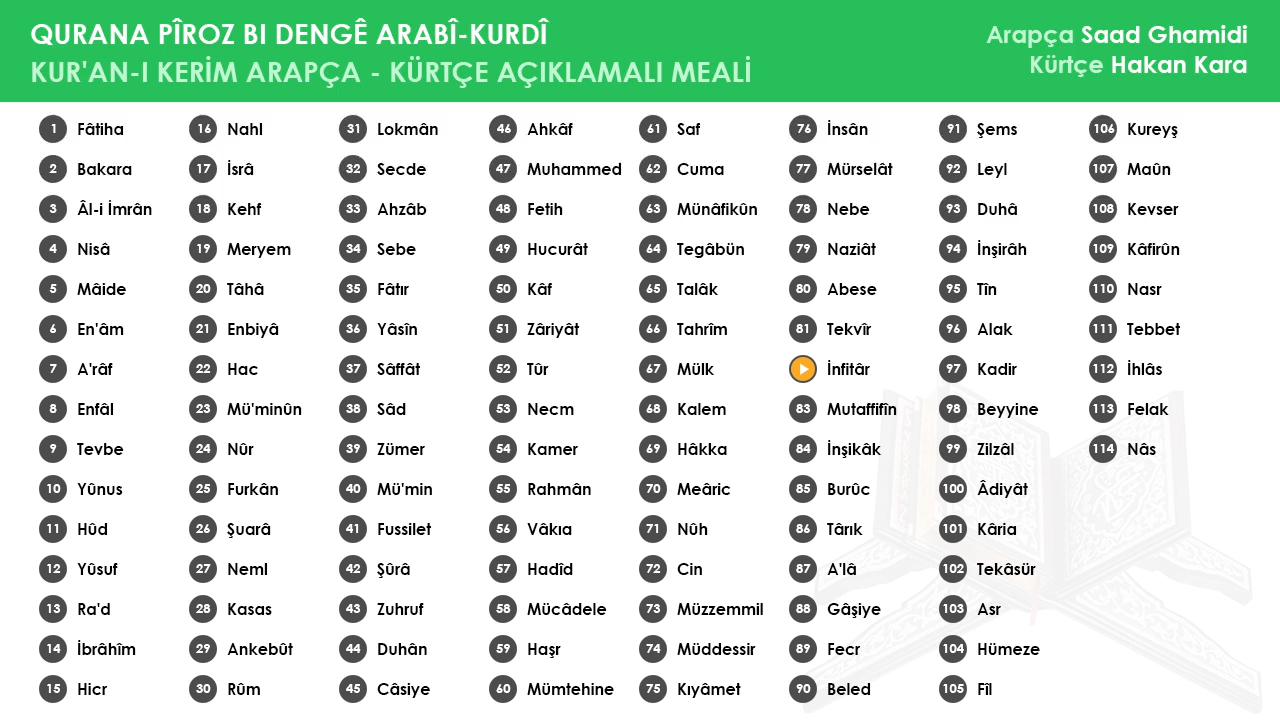 QURANA PÎROZ BI DENGÊ ARABÎ-KURDÎ
KUR'AN-I KERİM ARAPÇA - KÜRTÇE AÇIKLAMALI MEALİ
Arapça Saad Ghamidi
Kürtçe Hakan Kara
1 Fâtiha
2 Bakara
3 Âl-i İmrân
4 Nisâ
5 Mâide
6 En'âm
7 A'râf
8 Enfâl
9 Tevbe
10 Yûnus
11 Hûd
12 Yûsuf
13 Ra'd
14 İbrâhîm
15 Hicr
16 Nahl
17 İsrâ
18 Kehf
19 Meryem
20 Tâhâ
21 Enbiyâ
22 Hac
23 Mü'minûn
24 Nûr
25 Furkân
26 Şuarâ
27 Neml
28 Kasas
29 Ankebût
30 Rûm
31 Lokmân
32 Secde
33 Ahzâb
34 Sebe
35 Fâtır
36 Yâsîn
37 Sâffât
38 Sâd
39 Zümer
40 Mü'min
41 Fussilet
42 Şûrâ
43 Zuhruf
44 Duhân
45 Câsiye
46 Ahkâf
47 Muhammed
48 Fetih
49 Hucurât
50 Kâf
51 Zâriyât
52 Tûr
53 Necm
54 Kamer
55 Rahmân
56 Vâkıa
57 Hadîd
58 Mücâdele
59 Haşr
60 Mümtehine
61 Saf
62 Cuma
63 Münâfikûn
64 Tegâbün
65 Talâk
66 Tahrîm
67 Mülk
68 Kalem
69 Hâkka
70 Meâric
71 Nûh
72 Cin
73 Müzzemmil
74 Müddessir
75 Kıyâmet
76 İnsân
77 Mürselât
78 Nebe
79 Naziât
80 Abese
81 Tekvîr
İnfitâr
83 Mutaffifîn
84 İnşikâk
85 Burûc
86 Târık
87 A'lâ
88 Gâşiye
89 Fecr
90 Beled
91 Şems
92 Leyl
93 Duhâ
94 İnşirâh
95 Tîn
96 Alak
97 Kadir
98 Beyyine
99 Zilzâl
100 Âdiyât
101 Kâria
102 Tekâsür
103 Asr
104 Hümeze
105 Fîl
106 Kureyş
107 Maûn
108 Kevser
109 Kâfirûn
110 Nasr
111 Tebbet
112 İhlâs
113 Felak
114 Nâs